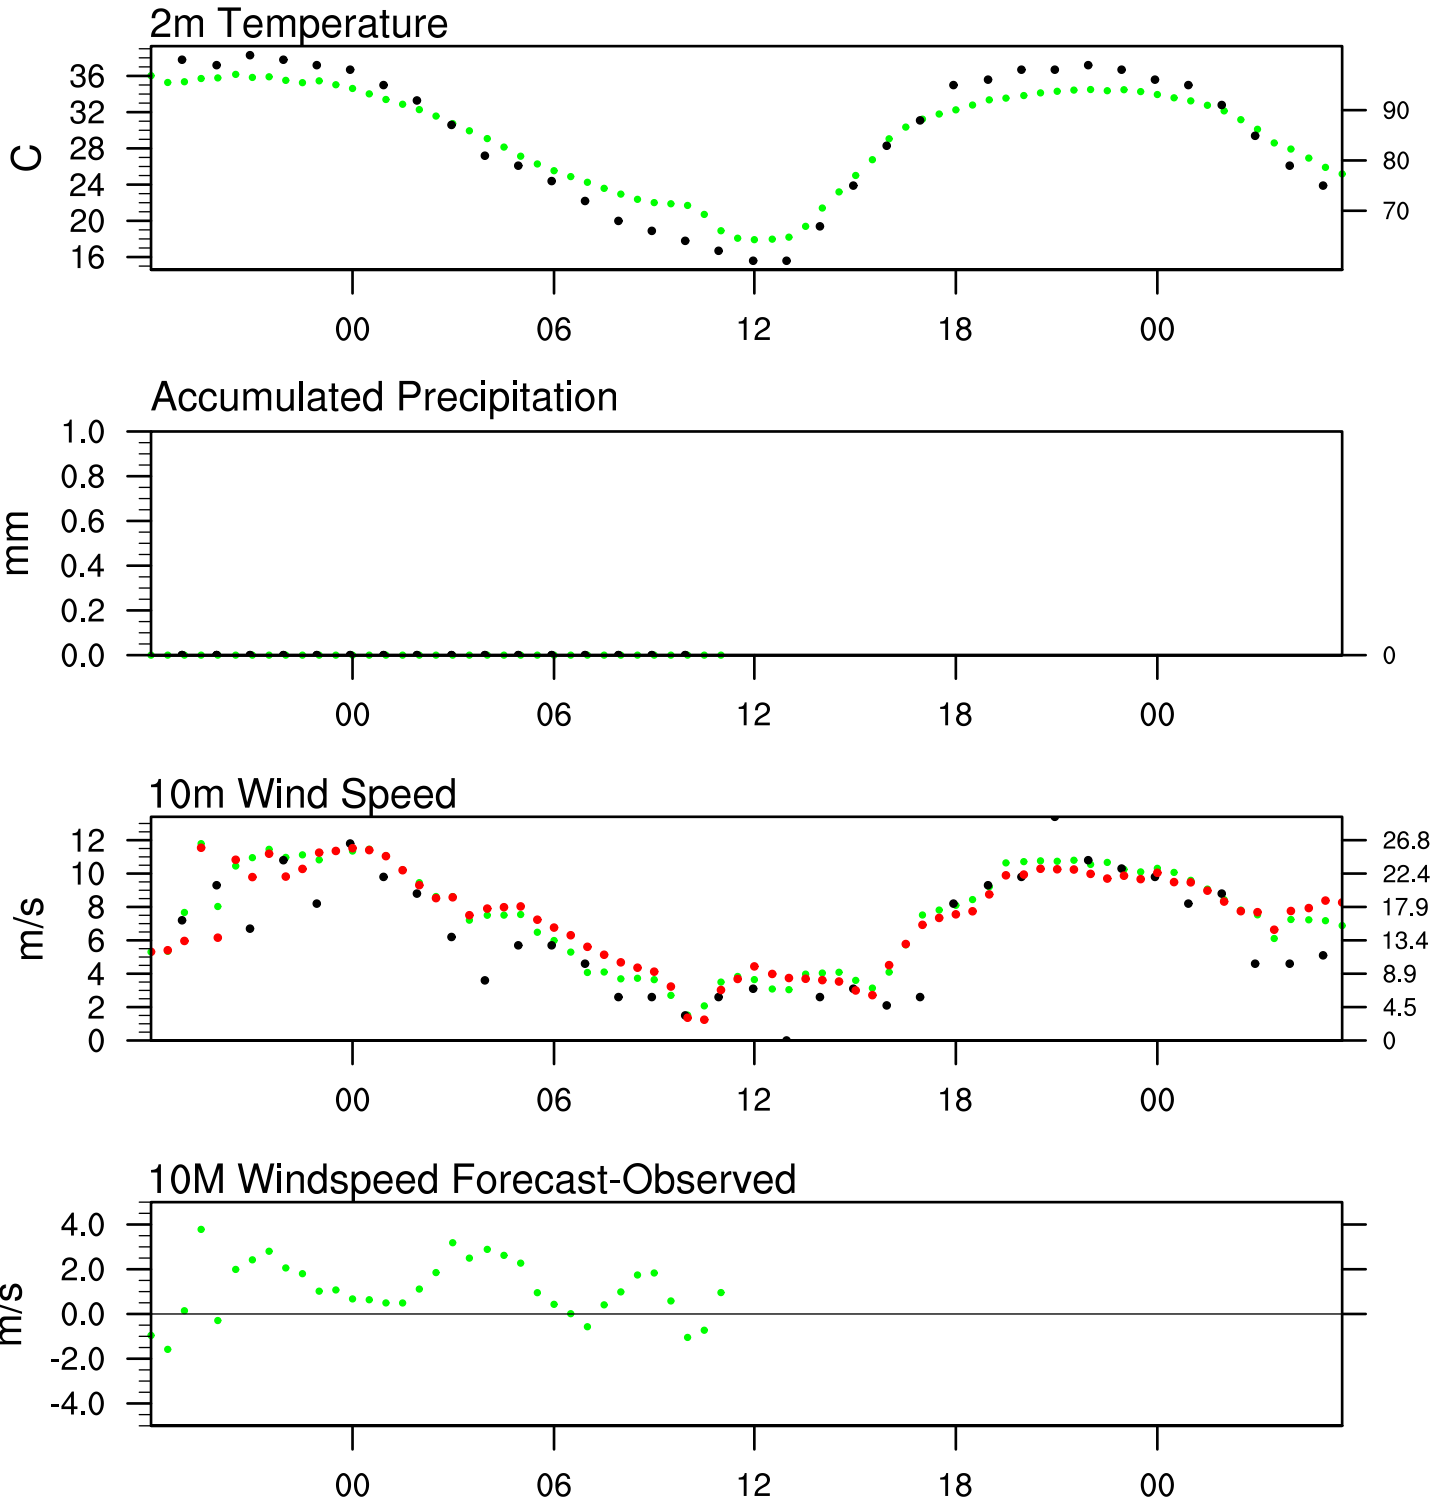 2m Temperature
36
32
28
24
20
16
C
90
80
70
00 06 12 18 00
Accumulated Precipitation
1.0
0.8
0.6
0.4
0.2
0.0
mm
0
00 06 12 18 00
10m Wind Speed
12
10
8
6
4
2
0
m/s
26.8
22.4
17.9
13.4
8.9
4.5
0
00 06 12 18 00
10M Windspeed Forecast-Observed
4.0
2.0
0.0
-2.0
-4.0
m/s
00 06 12 18 00